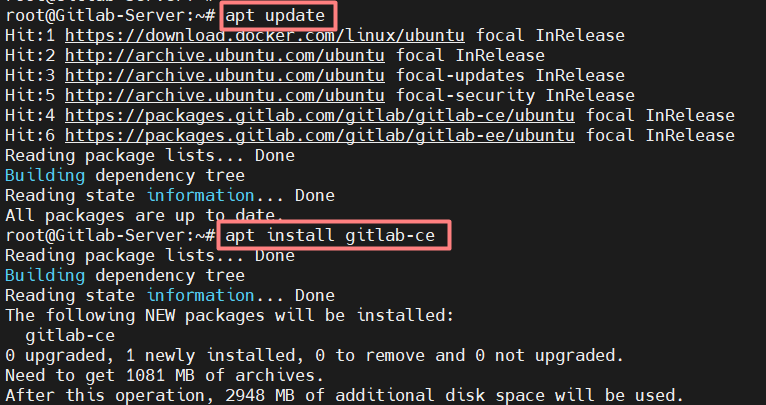 root@Gitlab-Server:~# apt update
Hit:1 https://download.docker.com/linux/ubuntu focal InRelease
Hit:2 http://archive.ubuntu.com/ubuntu focal InRelease
Hit:3 http://archive.ubuntu.com/ubuntu focal-updates InRelease
Hit:5 http://archive.ubuntu.com/ubuntu focal-security InRelease
Hit:4 https://packages.gitlab.com/gitlab/gitlab-ce/ubuntu focal InRelease
Hit:6 https://packages.gitlab.com/gitlab/gitlab-ee/ubuntu focal InRelease
Reading package lists... Done
Building dependency tree
Reading state information... Done
All packages are up to date.
root@Gitlab-Server:~# apt install gitlab-ce
Reading package lists... Done
Building dependency tree
Reading state information... Done
The following NEW packages will be installed:
  gitlab-ce
0 upgraded, 1 newly installed, 0 to remove and 0 not upgraded.
Need to get 1081 MB of archives.
After this operation, 2948 MB of additional disk space will be used.